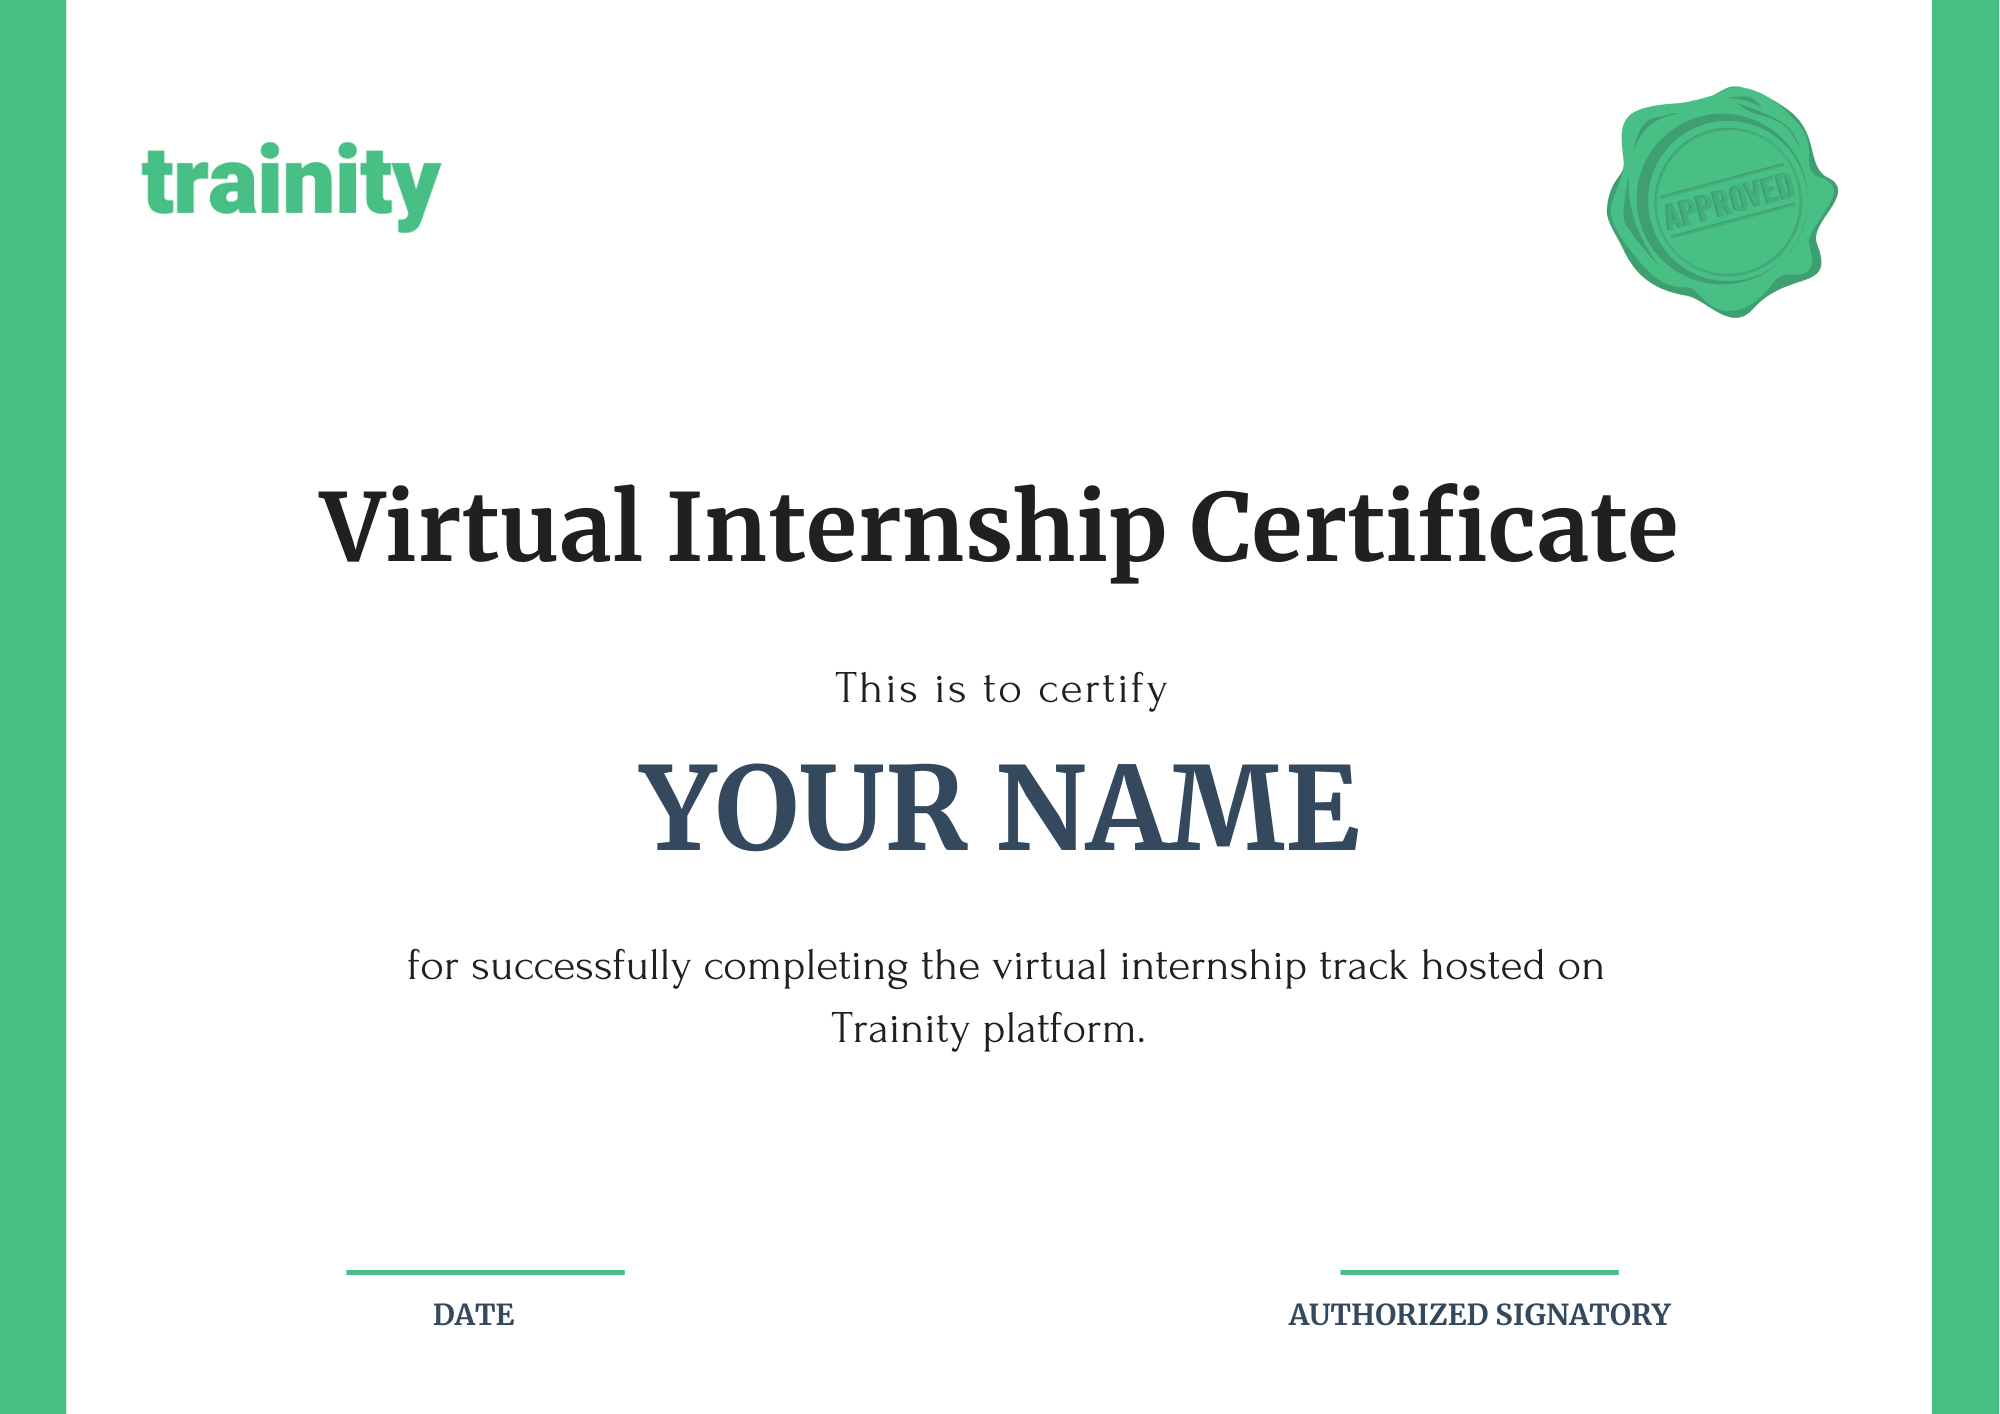 trainity
APPROVED
Virtual Internship Certificate
This is to certify
YOUR NAME
for successfully completing the virtual internship track hosted on
Trainity platform.
DATE
AUTHORIZED SIGNATORY